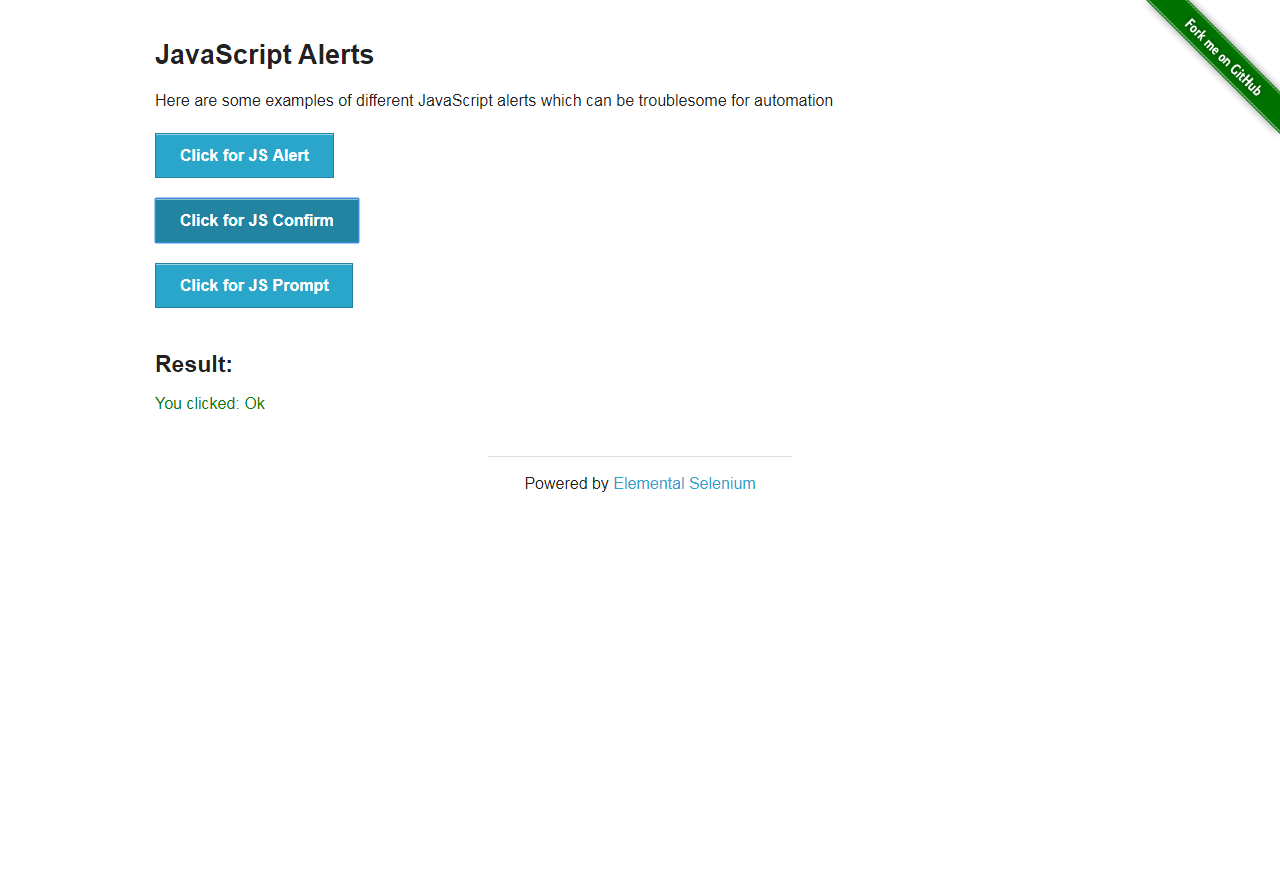 Fork me on GitHub
JavaScript Alerts
Here are some examples of different JavaScript alerts which can be troublesome for automation
Click for JS Alert
Click for JS Confirm
Click for JS Prompt
Result:
You clicked: Ok
Powered by Elemental Selenium